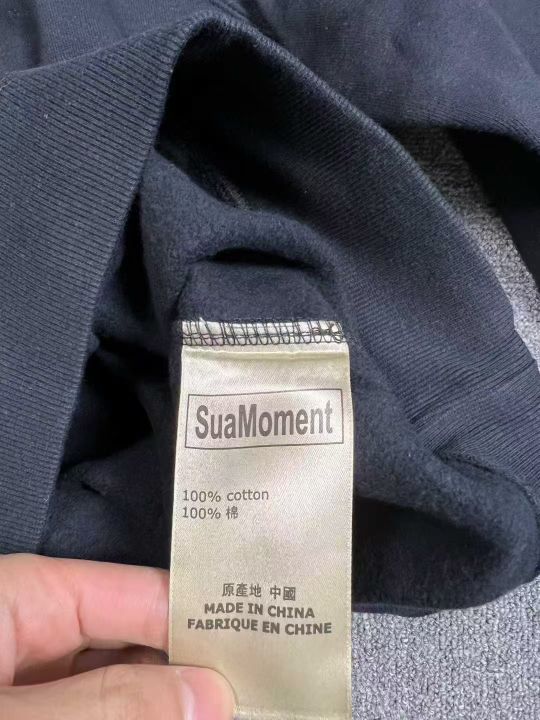 SuaMoment
100% cotton
100% 棉
原產地 中國
MADE IN CHINA
FABRIQUE EN CHINE